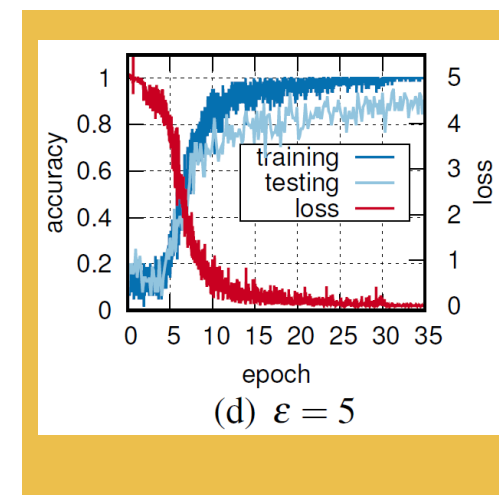 1
0.8
0.6
0.4
0.2
0
accuracy
5
4
3
2
1
0
loss
training
testing
loss
0 5 10 15 20 25 30 35
epoch
(d) ε = 5